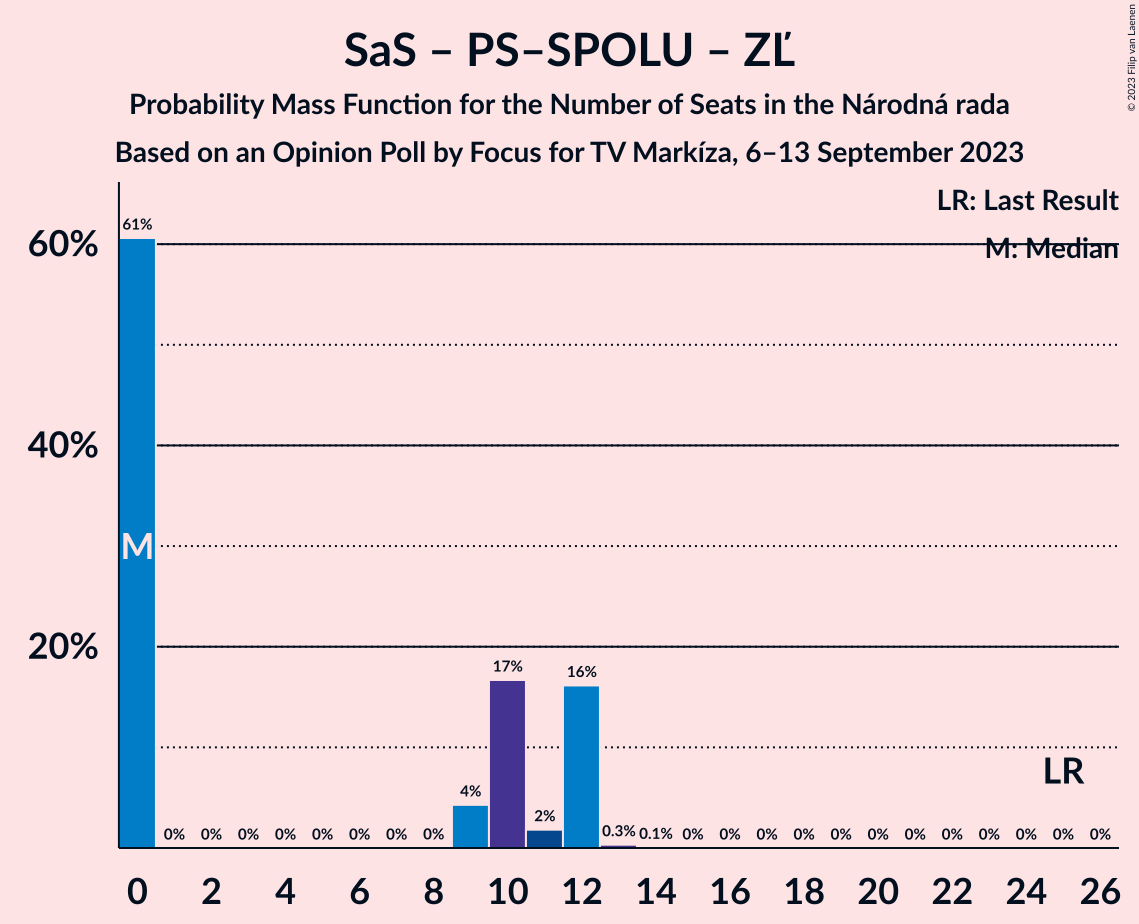 SaS – PS–SPOLU – ZĽ
Probability Mass Function for the Number of Seats in the Národná rada
Based on an Opinion Poll by Focus for TV Markíza, 6–13 September 2023
© 2023 Filip van Laenen
LR: Last Result
M: Median
60%
40%
20%
61%
M
0% 0% 0% 0% 0% 0% 0% 0% 4% 17% 2% 16% 0.3% 0.1% 0% 0% 0% 0% 0% 0% 0% 0% 0% 0% 0% 0%
LR
0 2 4 6 8 10 12 14 16 18 20 22 24 26